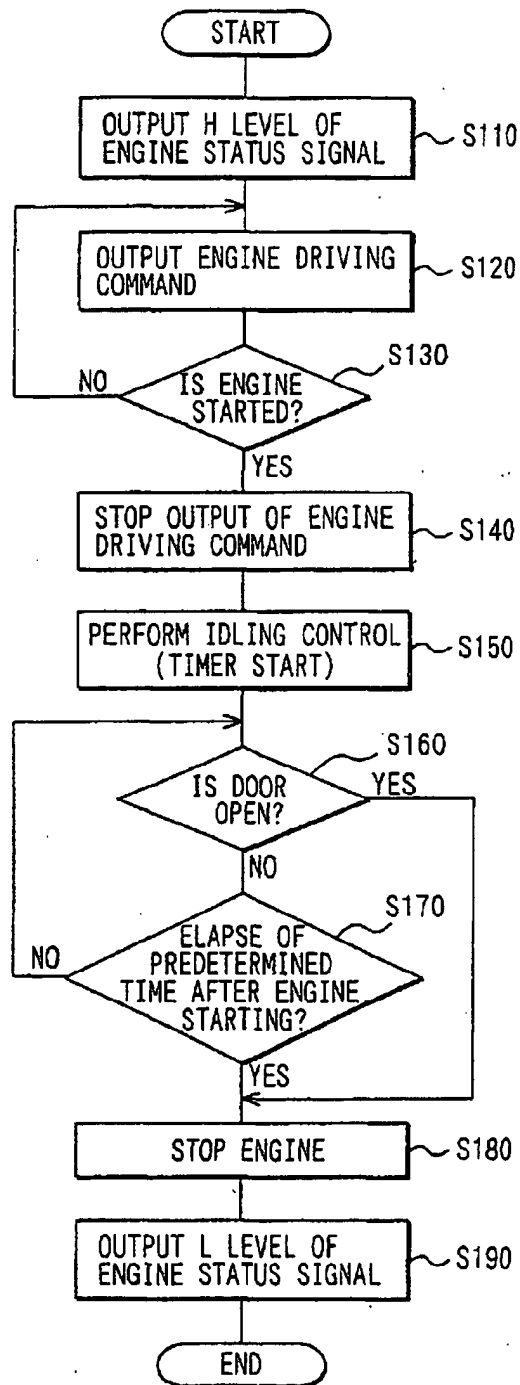 START
OUTPUT H LEVEL OF
ENGINE STATUS SIGNAL
S110
OUTPUT ENGINE DRIVING
COMMAND
S120
S130
NO
IS ENGINE
STARTED?
YES
STOP OUTPUT OF ENGINE
DRIVING COMMAND
S140
PERFORM IDLING CONTROL
(TIMER START)
S150
S160
IS DOOR
OPEN?
YES
NO
S170
NO
ELAPSE OF
PREDETERMINED
TIME AFTER ENGINE
STARTING?
YES
STOP ENGINE
S180
OUTPUT L LEVEL OF
ENGINE STATUS SIGNAL
S190
END